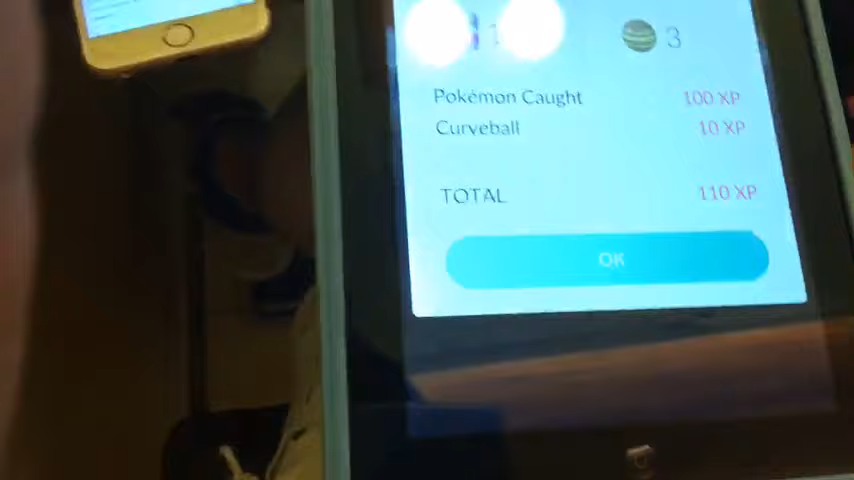 3
Pokémon Caught 100 XP
Curveball 10 XP
TOTAL 110 XP
OK